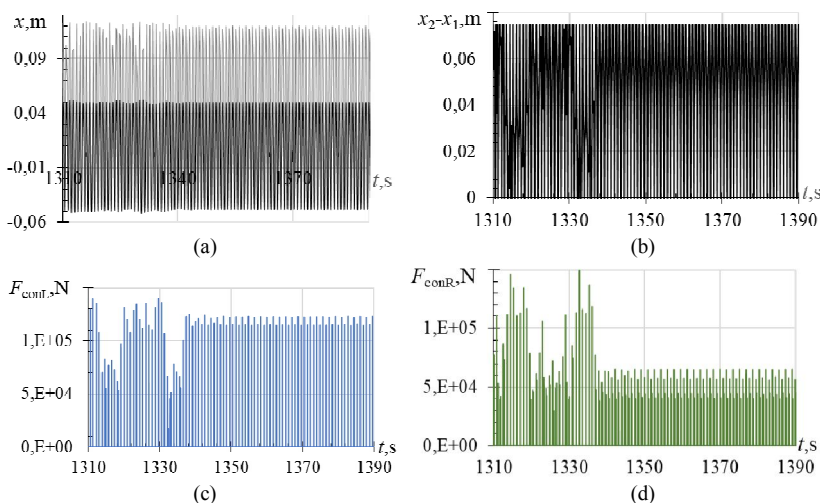 x,m
0,09
0,04
-0,01
-0,06
1310 1340 1370 t,s
(a)
x2-x1,m
0,06
0,04
0,02
0
1310 1330 1350 1370 1390
t,s
(b)
FconL,N
1,E+05
5,E+04
0,E+00
1310 1330 1350 1370 1390
t,s
(c)
FconR,N
1,E+05
5,E+04
0,E+00
1310 1330 1350 1370 1390
t,s
(d)